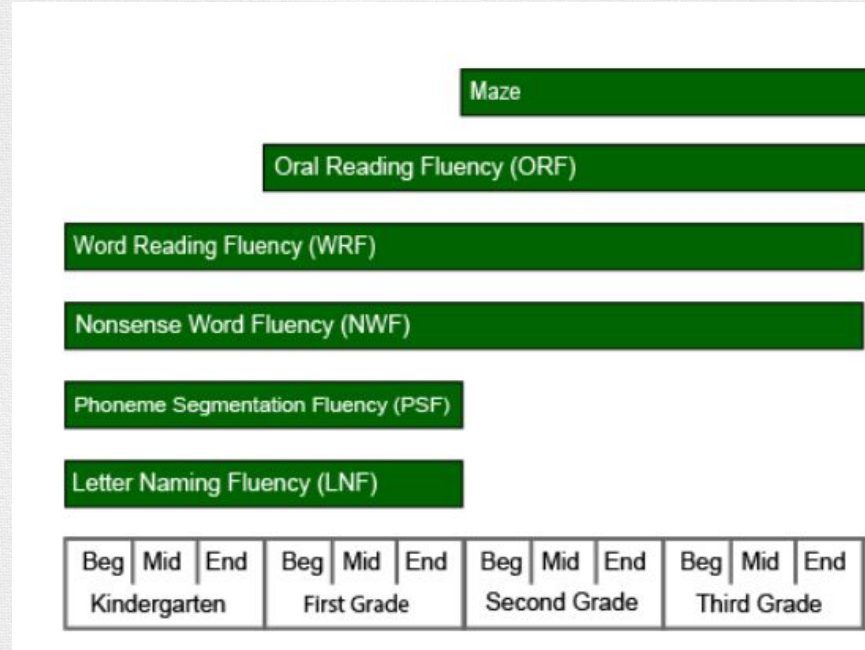 Maze
Oral Reading Fluency (ORF)
Word Reading Fluency (WRF)
Nonsense Word Fluency (NWF)
Phoneme Segmentation Fluency (PSF)
Letter Naming Fluency (LNF)
Beg Mid End Beg Mid End Beg Mid End Beg Mid End
Kindergarten First Grade Second Grade Third Grade